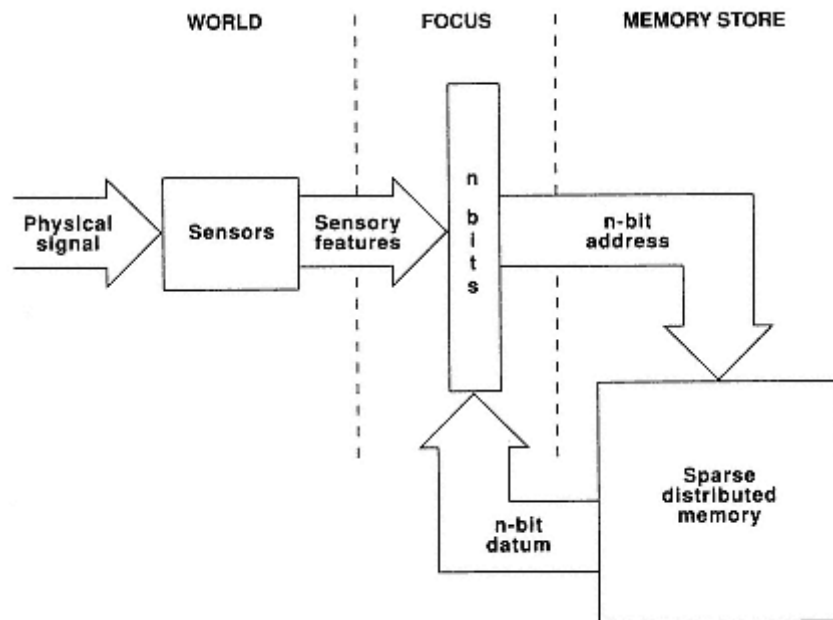 WORLD
FOCUS
MEMORY STORE
Physical
signal
Sensors
Sensory
features
n
b
i
t
s
n-bit
address
Sparse
distributed
memory
n-bit
datum